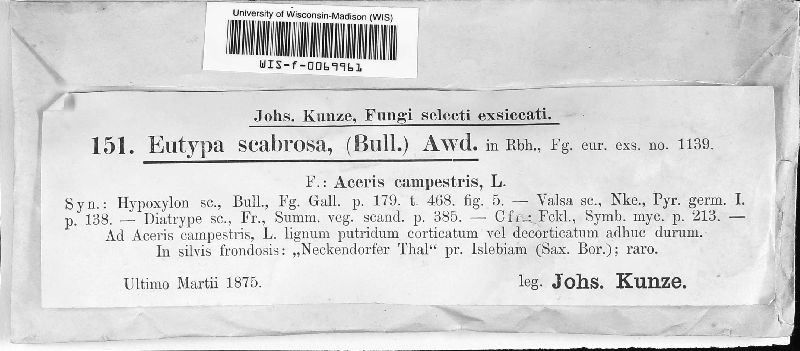 University of Wisconsin-Madison (WIS)
WIS-f-0069961
Johs. Kunze, Fungi selecti exsiccati.
151. Eutypa scabrosa, (Bull.) Awd. in Rbh., Fg. eur. exs. no. 1139.
F.: Aceris campestris, L.
Syn.: Hypoxylon sc., Bull., Fg. Gall. p. 179. t. 468. fig. 5. — Valsa sc., Nke., Pyr. germ. I.
p. 138. — Diatrype sc., Fr., Summ. veg. scand. p. 385. — Cfr.: Fckl., Symb. myc. p. 213. —
Ad Aceris campestris, L. lignum putridum corticatum vel decorticatum adhuc durum.
In silvis frondosis: „Neckendorfer Thal“ pr. Islebiam (Sax. Bor.); raro.
Ultimo Martii 1875.
leg. Johs. Kunze.